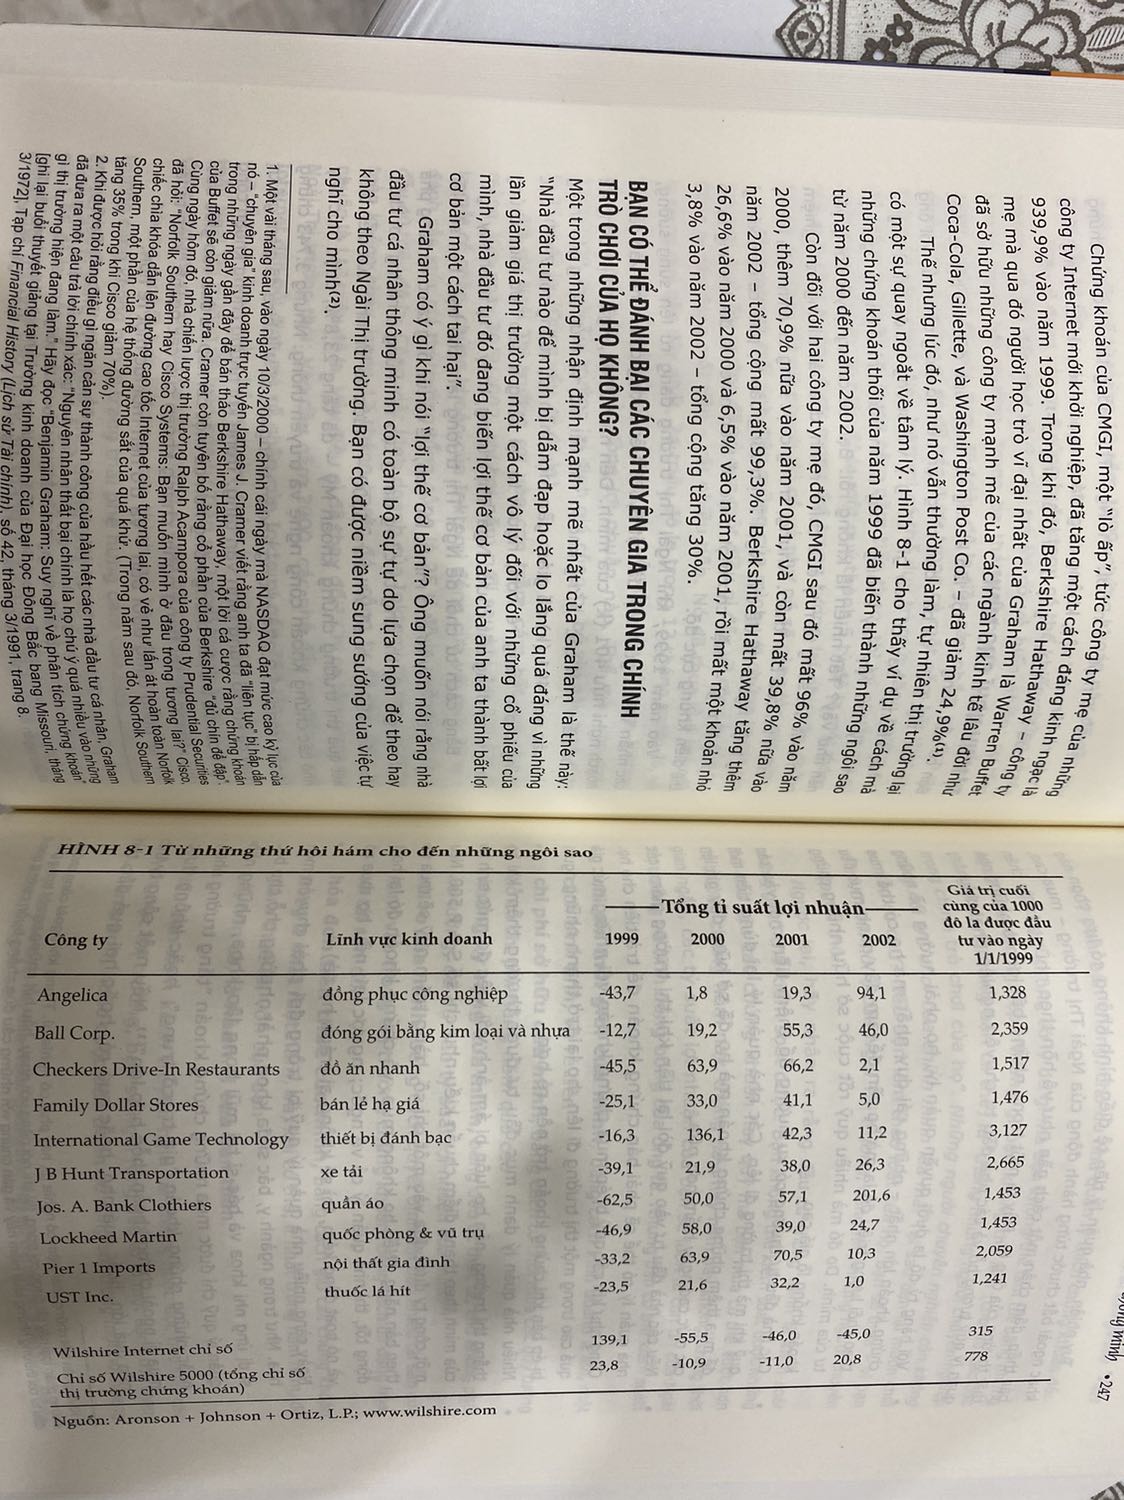 Chứng khoán của CMGI, một “lò ấp”, tức công ty mẹ của những
công ty Internet mới khởi nghiệp, đã tăng một cách đáng kinh ngạc là
939,9% vào năm 1999. Trong khi đó, Berkshire Hathaway – công ty
mẹ mà qua đó người học trò vĩ đại nhất của Graham là Warren Buffet
đã sở hữu những công ty mạnh mẽ của các ngành kinh tế lâu đời như
Coca-Cola, Gillette, và Washington Post Co. – đã giảm 24,9%⁽¹⁾.
Thế nhưng lúc đó, như nó vẫn thường làm, tự nhiên thị trường lại
có một sự quay ngoắt về tâm lý. Hình 8-1 cho thấy ví dụ về cách mà
những chứng khoán thối của năm 1999 đã biến thành những ngôi sao
từ năm 2000 đến năm 2002.
Còn đối với hai công ty mẹ đó, CMGI sau đó mất 96% vào năm
2000, thêm 70,9% nữa vào năm 2001, và còn mất 39,8% nữa vào
năm 2002 – tổng cộng mất 99,3%. Berkshire Hathaway tăng thêm
26,6% vào năm 2000 và 6,5% vào năm 2001, rồi mất một khoản nhỏ
3,8% vào năm 2002 – tổng cộng tăng 30%.
BẠN CÓ THỂ ĐÁNH BẠI CÁC CHUYÊN GIA TRONG CHÍNH
TRÒ CHƠI CỦA HỌ KHÔNG?
Một trong những nhận định mạnh mẽ nhất của Graham là thế này:
“Nhà đầu tư nào để mình bị dẫm đạp hoặc lo lắng quá đáng vì những
lần giảm giá thị trường một cách vô lý đối với những cổ phiếu của
mình, nhà đầu tư đó đang biến lợi thế cơ bản của anh ta thành bất lợi
cơ bản một cách tai hại”.
Graham có ý gì khi nói “lợi thế cơ bản”? Ông muốn nói rằng nhà
đầu tư cá nhân thông minh có toàn bộ sự tự do lựa chọn để theo hay
không theo Ngài Thị trường. Bạn có được niềm sung sướng của việc tự
nghĩ cho mình⁽²⁾.
1. Một vài tháng sau, vào ngày 10/3/2000 – chính cái ngày mà NASDAQ đạt mức cao kỷ lục của
nó – “chuyên gia” kinh doanh trực tuyến James J. Cramer viết rằng anh ta đã “liên tục” bị hấp dẫn
trong những ngày gần đây để bán tháo Berkshire Hathaway, một lời cá cược rằng chứng khoán
của Buffet sẽ còn giảm nữa. Cramer còn tuyên bố rằng cổ phần của Berkshire “đủ chín để đập”.
Cùng ngày hôm đó, nhà chiến lược thị trường Ralph Acampora của công ty Prudential Securities
đã hỏi: “Norfolk Southern hay Cisco Systems: Bạn muốn mình ở đâu trong tương lai?” Cisco,
chiếc chìa khóa dẫn lên đường cao tốc Internet của tương lai, có vẻ như lấn át hoàn toàn Norfolk
Southern, một phần của hệ thống đường sắt của quá khứ. (Trong năm sau đó, Norfolk Southern
tăng 35% trong khi Cisco giảm 70%).
2. Khi được hỏi rằng điều gì ngăn cản sự thành công của hầu hết các nhà đầu tư cá nhân, Graham
đã đưa ra một câu trả lời chính xác: “Nguyên nhân thất bại chính là họ chú ý quá nhiều vào những
gì thị trường hiện đang làm.” Hãy đọc “Benjamin Graham: Suy nghĩ về phân tích chứng khoán”
[ghi lại buổi thuyết giảng tại Trường kinh doanh của Đại học Đông Bắc bang Missouri, tháng
3/1972], Tạp chí Financial History (Lịch sử Tài chính), số 42, tháng 3/1991, trang 8.
HÌNH 8-1 Từ những thứ hôi hám cho đến những ngôi sao
Công ty Lĩnh vực kinh doanh Tổng tỉ suất lợi nhuận 1999 2000 2001 2002 Giá trị cuối
cùng của 1000
đô la được đầu
tư vào ngày
1/1/1999
Angelica đồng phục công nghiệp -43,7 1,8 19,3 94,1 1,328
Ball Corp. đóng gói bằng kim loại và nhựa -12,7 19,2 55,3 46,0 2,359
Checkers Drive-In Restaurants đồ ăn nhanh -45,5 63,9 66,2 2,1 1,517
Family Dollar Stores bán lẻ hạ giá -25,1 33,0 41,1 5,0 1,476
International Game Technology thiết bị đánh bạc -16,3 136,1 42,3 11,2 3,127
J B Hunt Transportation xe tải -39,1 21,9 38,0 26,3 2,665
Jos. A. Bank Clothiers quần áo -62,5 50,0 57,1 201,6 1,453
Lockheed Martin quốc phòng & vũ trụ -46,9 58,0 39,0 24,7 1,453
Pier 1 Imports nội thất gia đình -33,2 63,9 70,5 10,3 2,059
UST Inc. thuốc lá hít -23,5 21,6 32,2 1,0 1,241
Wilshire Internet chỉ số 139,1 -55,5 -46,0 -45,0 315
Chỉ số Wilshire 5000 (tổng chỉ số
thị trường chứng khoán) 23,8 -10,9 -11,0 20,8 778
Nguồn: Aronson + Johnson + Ortiz, L.P.; www.wilshire.com
minh •247